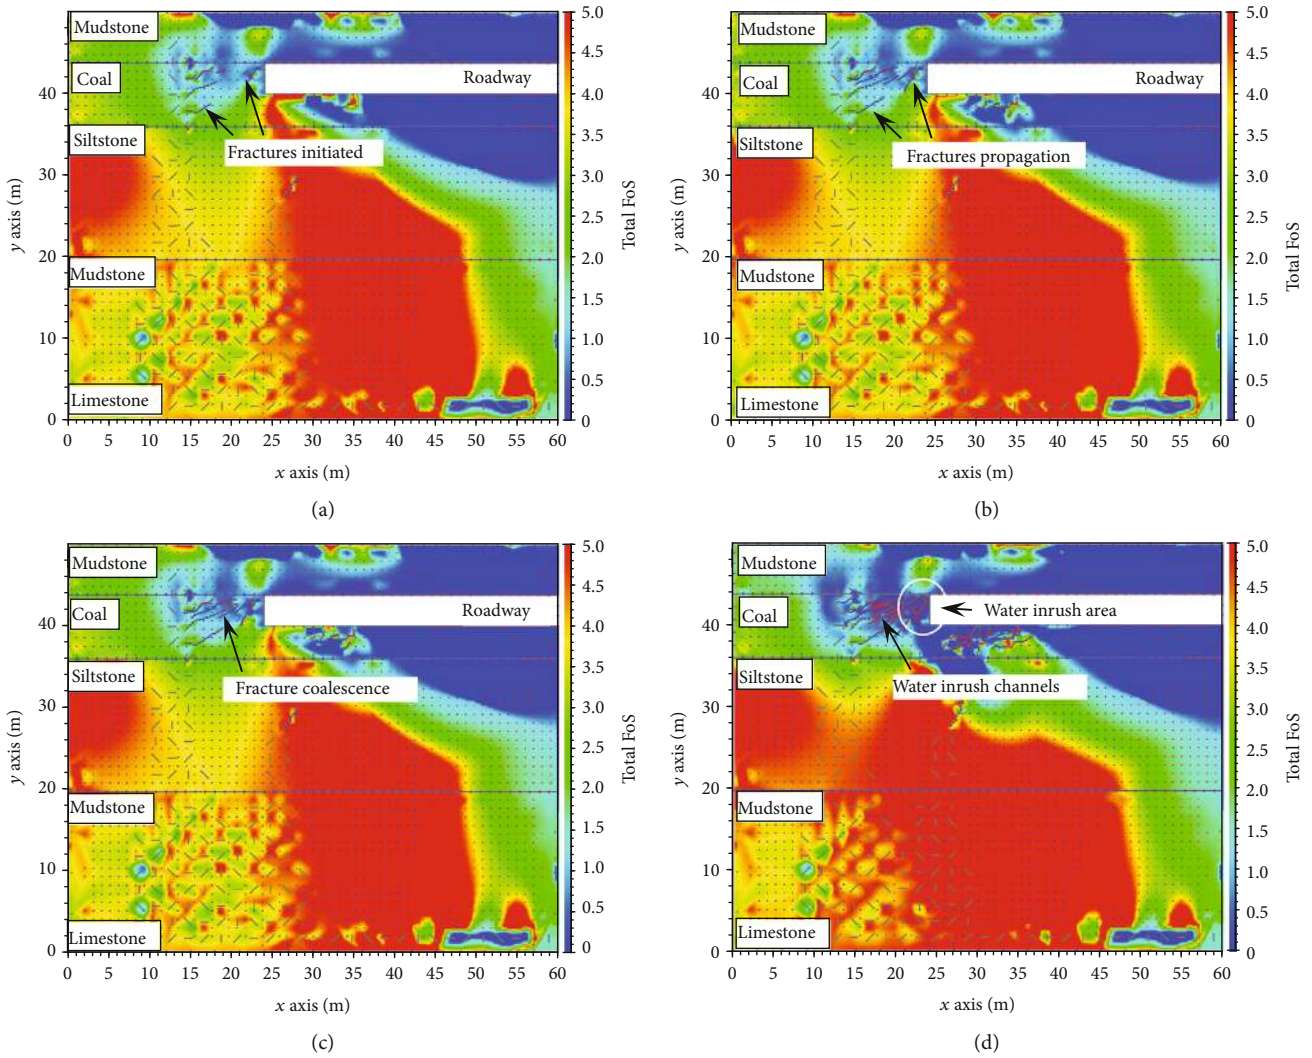 Mudstone
Coal
Roadway
Siltstone
Fractures initiated
Mudstone
Limestone
40
30
20
10
0
y axis (m)
0 5 10 15 20 25 30 35 40 45 50 55 60
x axis (m)
5.0
4.5
4.0
3.5
3.0
2.5
2.0
1.5
1.0
0.5
0
Total FoS
(a)
Mudstone
Coal
Roadway
Siltstone
Fractures propagation
Mudstone
Limestone
40
30
20
10
0
y axis (m)
0 5 10 15 20 25 30 35 40 45 50 55 60
x axis (m)
5.0
4.5
4.0
3.5
3.0
2.5
2.0
1.5
1.0
0.5
0
Total FoS
(b)
Mudstone
Coal
Roadway
Siltstone
Fracture coalescence
Mudstone
Limestone
40
30
20
10
0
y axis (m)
0 5 10 15 20 25 30 35 40 45 50 55 60
x axis (m)
5.0
4.5
4.0
3.5
3.0
2.5
2.0
1.5
1.0
0.5
0
Total FoS
(c)
Mudstone
Coal
Water inrush area
Siltstone
Water inrush channels
Mudstone
Limestone
40
30
20
10
0
y axis (m)
0 5 10 15 20 25 30 35 40 45 50 55 60
x axis (m)
5.0
4.5
4.0
3.5
3.0
2.5
2.0
1.5
1.0
0.5
0
Total FoS
(d)